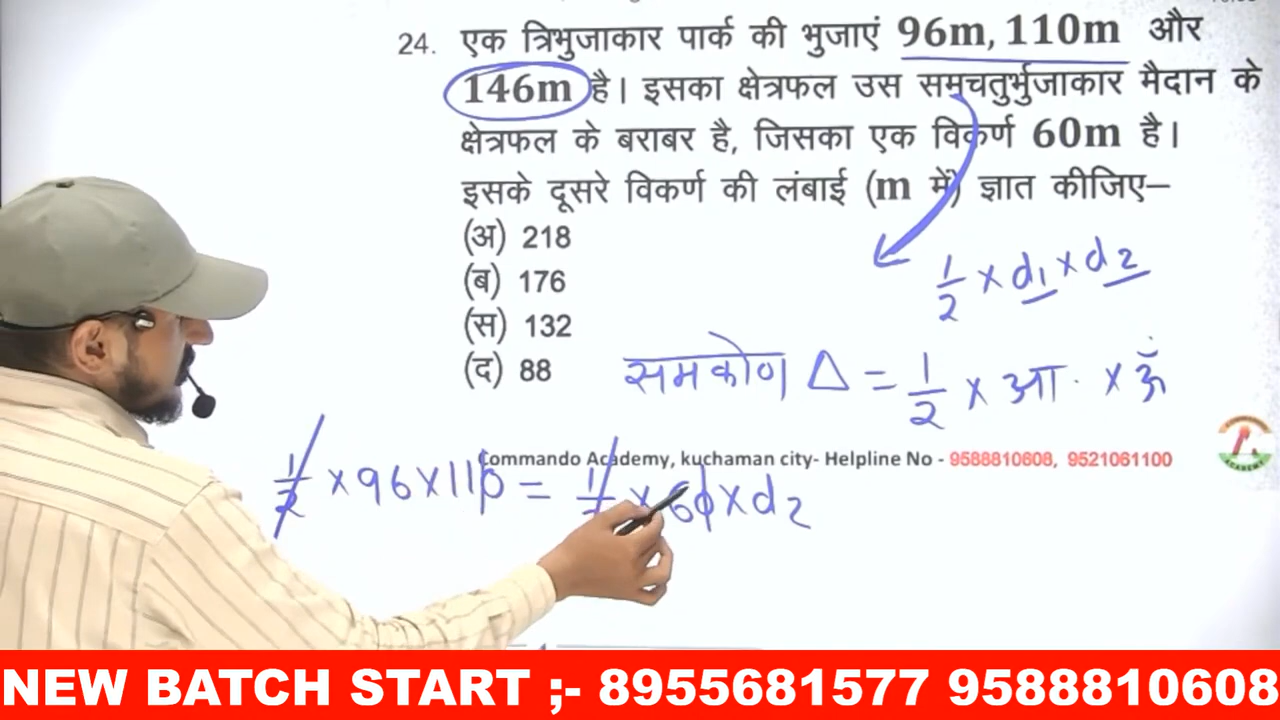 24. एक त्रिभुजाकार पार्क की भुजाएं 96m, 110m और
146m है। इसका क्षेत्रफल उस समचतुर्भुजाकार मैदान के
क्षेत्रफल के बराबर है, जिसका एक विकर्ण 60m है।
इसके दूसरे विकर्ण की लंबाई (m में) ज्ञात कीजिए–
(अ) 218
(ब) 176
(स) 132
(द) 88
1/2 × d1 × d2
समकोण Δ = 1/2 × आ. × ऊँ
Commando Academy, kuchaman city- Helpline No - 9588810608, 9521061100
1/2 × 96 × 110 = 1/2 × 60 × d2
NEW BATCH START ;- 8955681577 9588810608